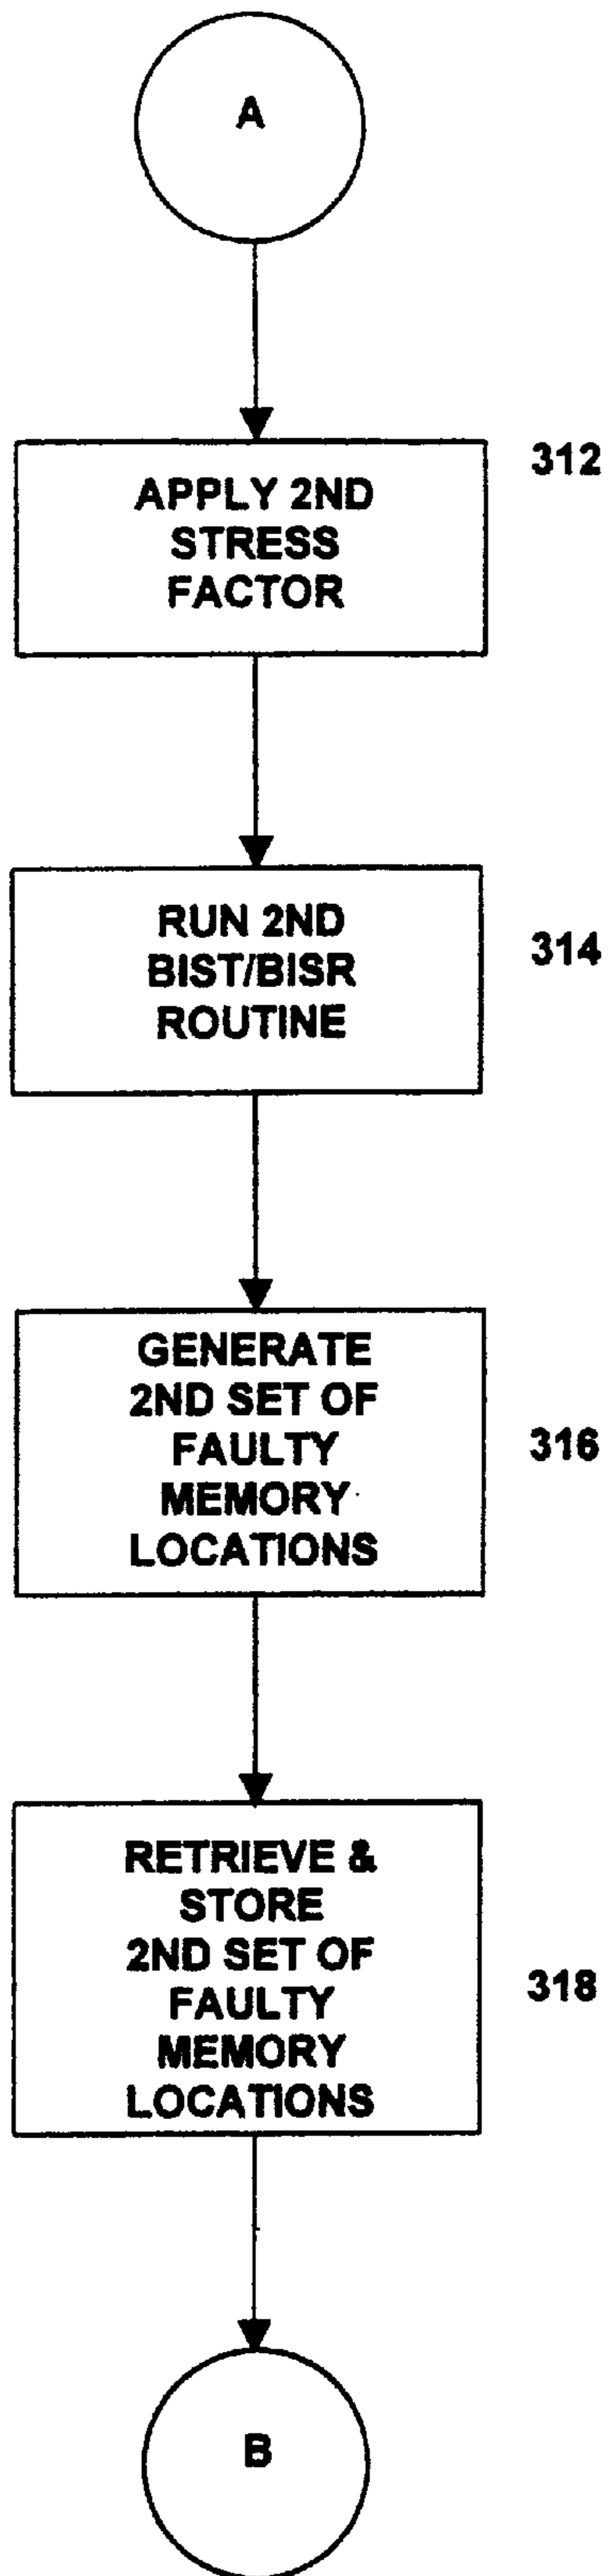 A
312
APPLY 2ND
STRESS
FACTOR
RUN 2ND
BIST/BISR
ROUTINE
314
GENERATE
2ND SET OF
FAULTY
MEMORY
LOCATIONS
316
RETRIEVE &
STORE
2ND SET OF
FAULTY
MEMORY
LOCATIONS
318
B